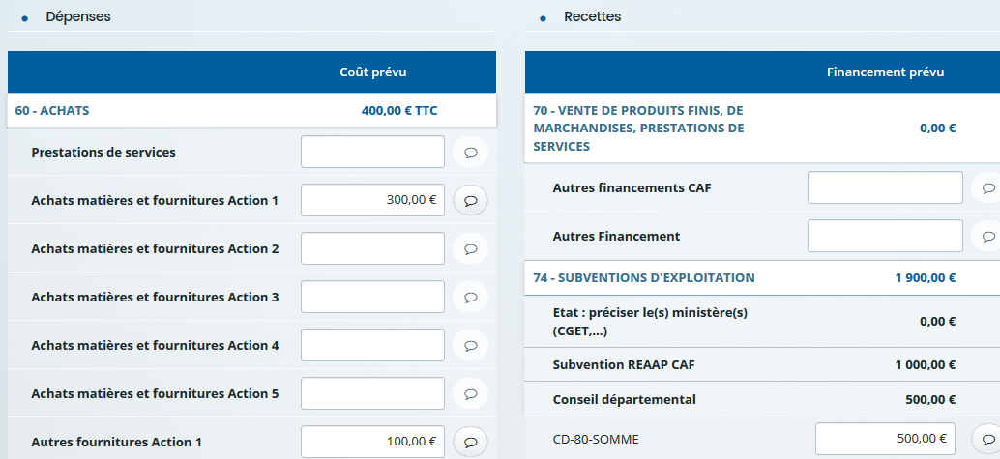 Dépenses
Coût prévu
60 - ACHATS 400,00 € TTC
Prestations de services
Achats matières et fournitures Action 1 300,00 €
Achats matières et fournitures Action 2
Achats matières et fournitures Action 3
Achats matières et fournitures Action 4
Achats matières et fournitures Action 5
Autres fournitures Action 1 100,00 €
Recettes
Financement prévu
70 - VENTE DE PRODUITS FINIS, DE
MARCHANDISES, PRESTATIONS DE 0,00 €
SERVICES
Autres financements CAF
Autres Financement
74 - SUBVENTIONS D'EXPLOITATION 1 900,00 €
Etat : préciser le(s) ministère(s)
(CGET,...) 0,00 €
Subvention REAAP CAF 1 000,00 €
Conseil départemental 500,00 €
CD-80-SOMME 500,00 €